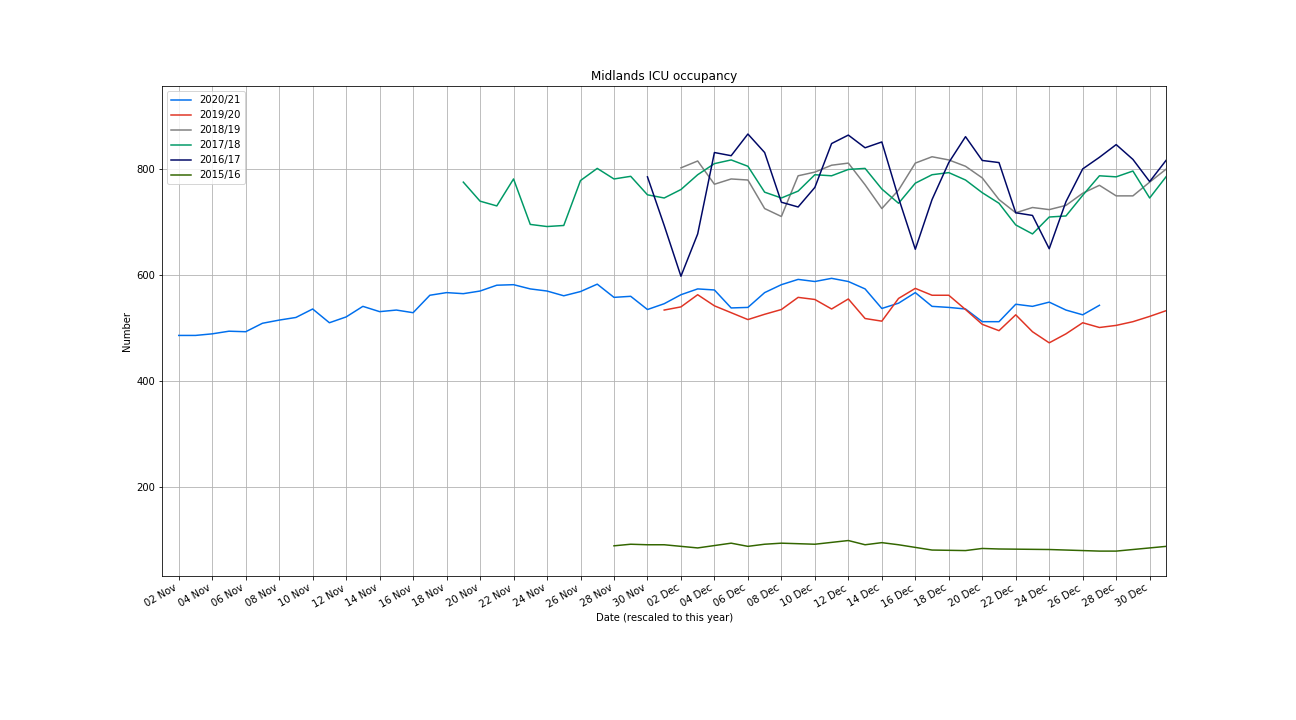 Midlands ICU occupancy
2020/21
2019/20
2018/19
2017/18
2016/17
2015/16
800
600
400
200
Number
02 Nov
04 Nov
06 Nov
08 Nov
10 Nov
12 Nov
14 Nov
16 Nov
18 Nov
20 Nov
22 Nov
24 Nov
26 Nov
28 Nov
30 Nov
02 Dec
04 Dec
06 Dec
08 Dec
10 Dec
12 Dec
14 Dec
16 Dec
18 Dec
20 Dec
22 Dec
24 Dec
26 Dec
28 Dec
30 Dec
Date (rescaled to this year)